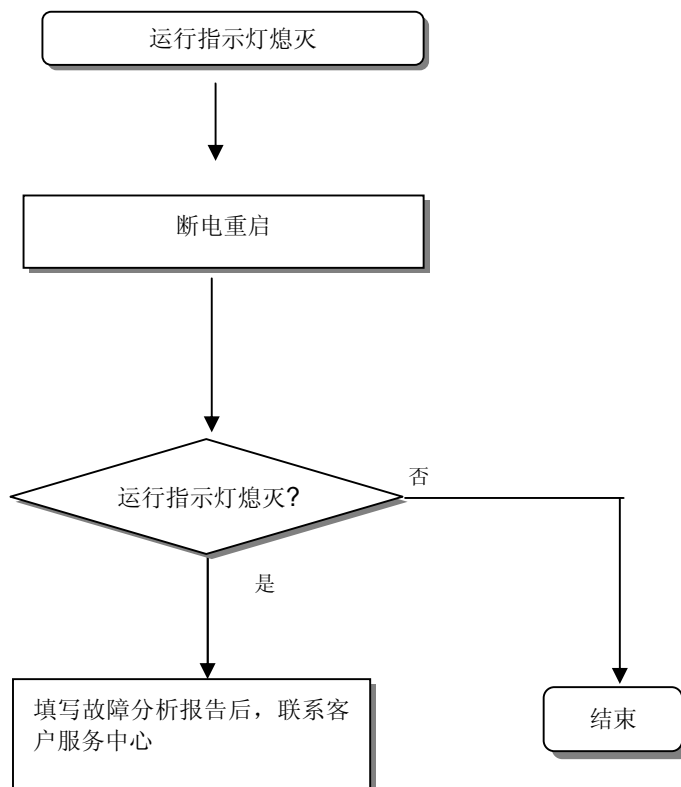 运行指示灯熄灭
断电重启
运行指示灯熄灭?
否
是
填写故障分析报告后，联系客
户服务中心
结束